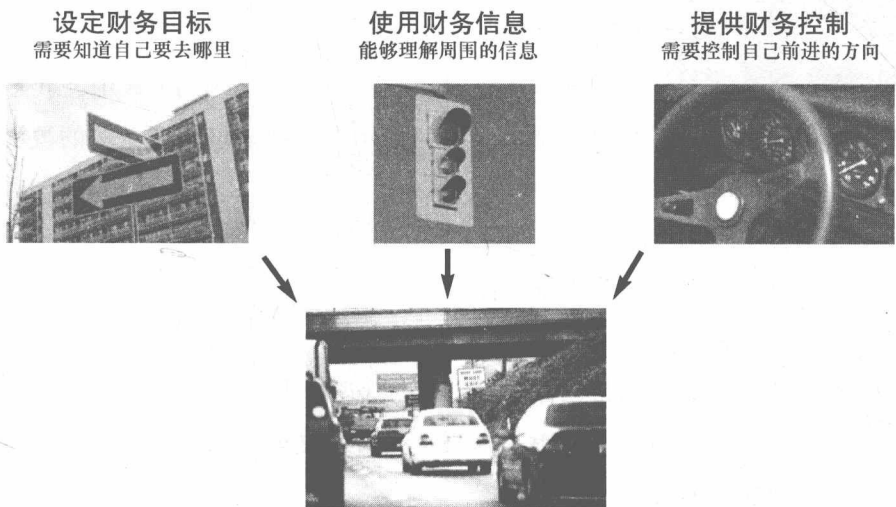 设定财务目标
需要知道自己要去哪里
使用财务信息
能够理解周围的信息
提供财务控制
需要控制自己前进的方向